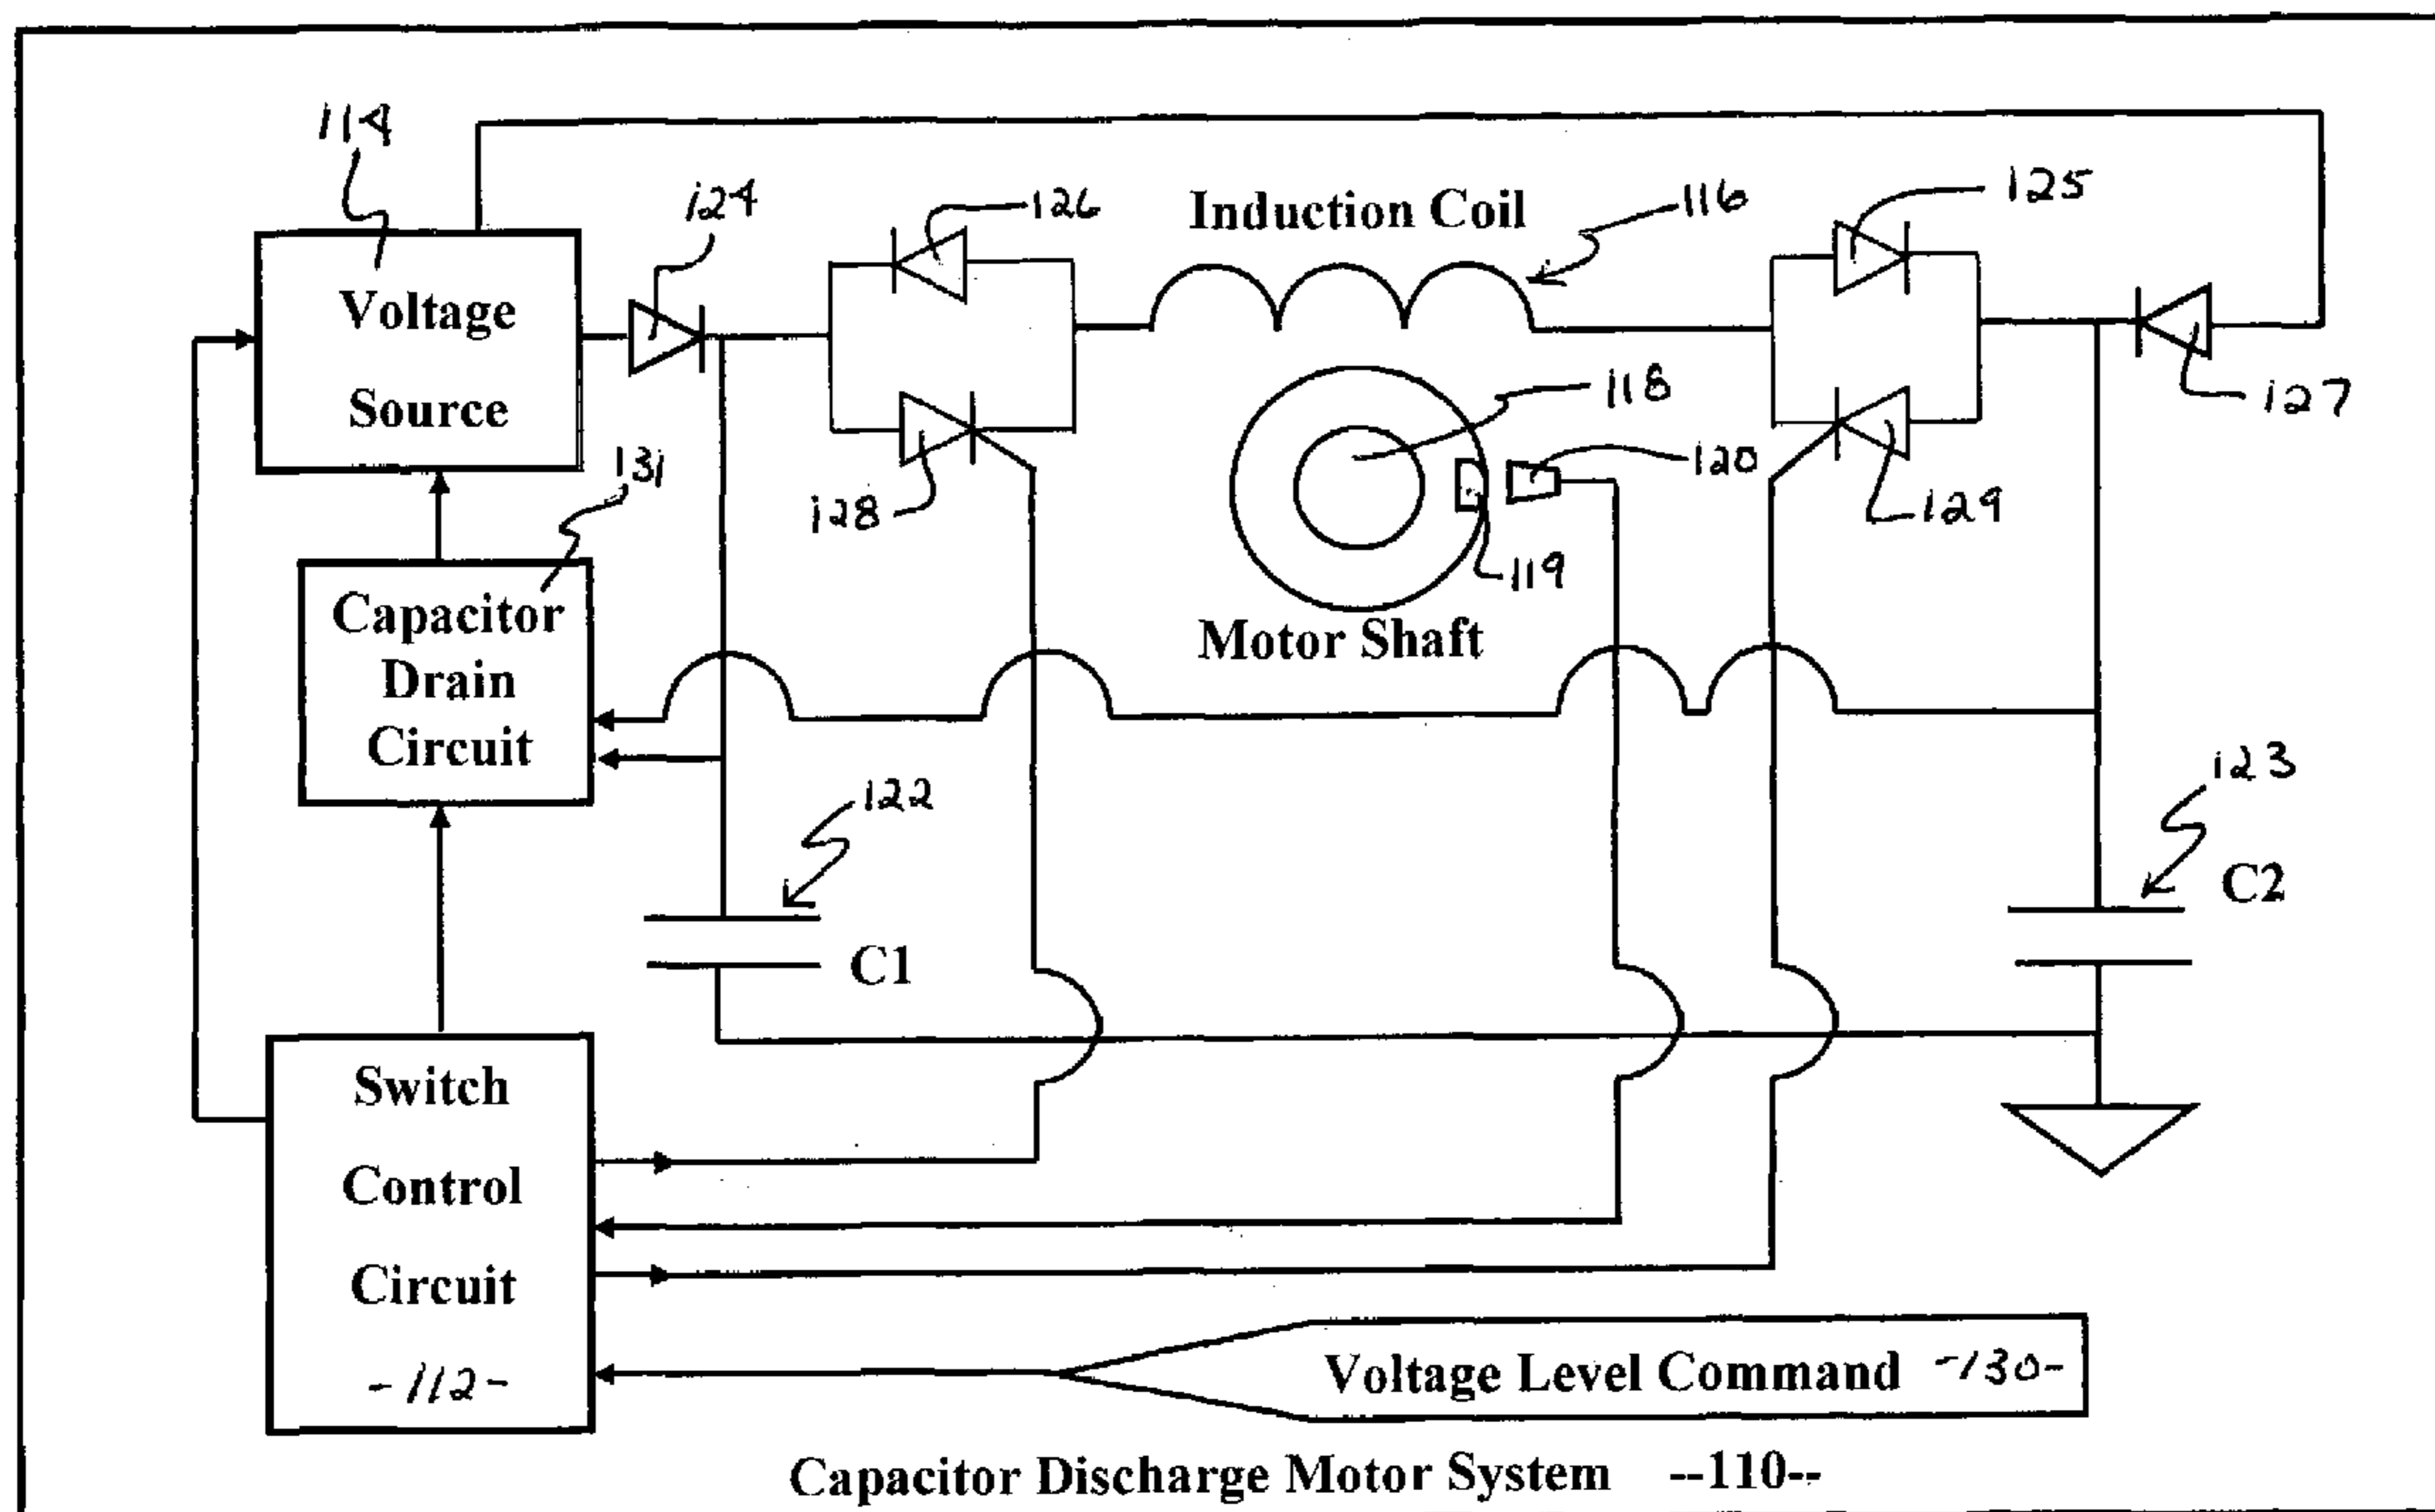 114
124
126
Induction Coil
116
125
Voltage
Source
118
127
131
128
120
129
119
Capacitor
Drain
Circuit
Motor Shaft
123
122
C2
C1
Switch
Control
Circuit
-112-
Voltage Level Command -130-
Capacitor Discharge Motor System --110--